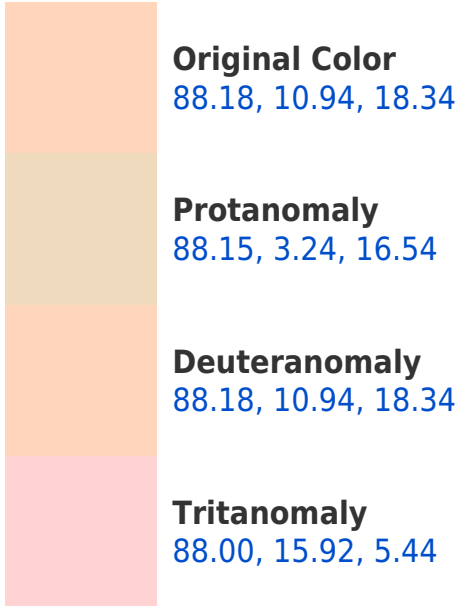 Original Color
88.18, 10.94, 18.34
Protanomaly
88.15, 3.24, 16.54
Deuteranomaly
88.18, 10.94, 18.34
Tritanomaly
88.00, 15.92, 5.44